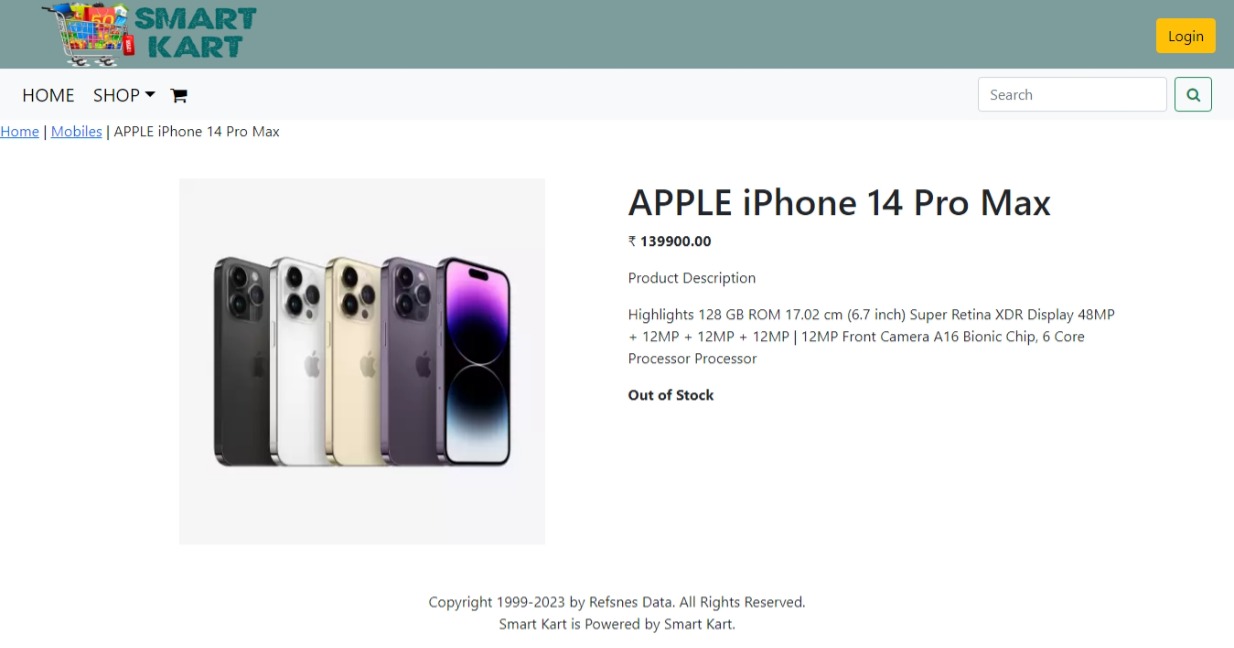 SMART
KART
Login
HOME
SHOP
Search
Home | Mobiles | APPLE iPhone 14 Pro Max
APPLE iPhone 14 Pro Max
₹ 139900.00
Product Description
Highlights 128 GB ROM 17.02 cm (6.7 inch) Super Retina XDR Display 48MP
+ 12MP + 12MP + 12MP | 12MP Front Camera A16 Bionic Chip, 6 Core
Processor Processor
Out of Stock
Copyright 1999-2023 by Refsnes Data. All Rights Reserved.
Smart Kart is Powered by Smart Kart.